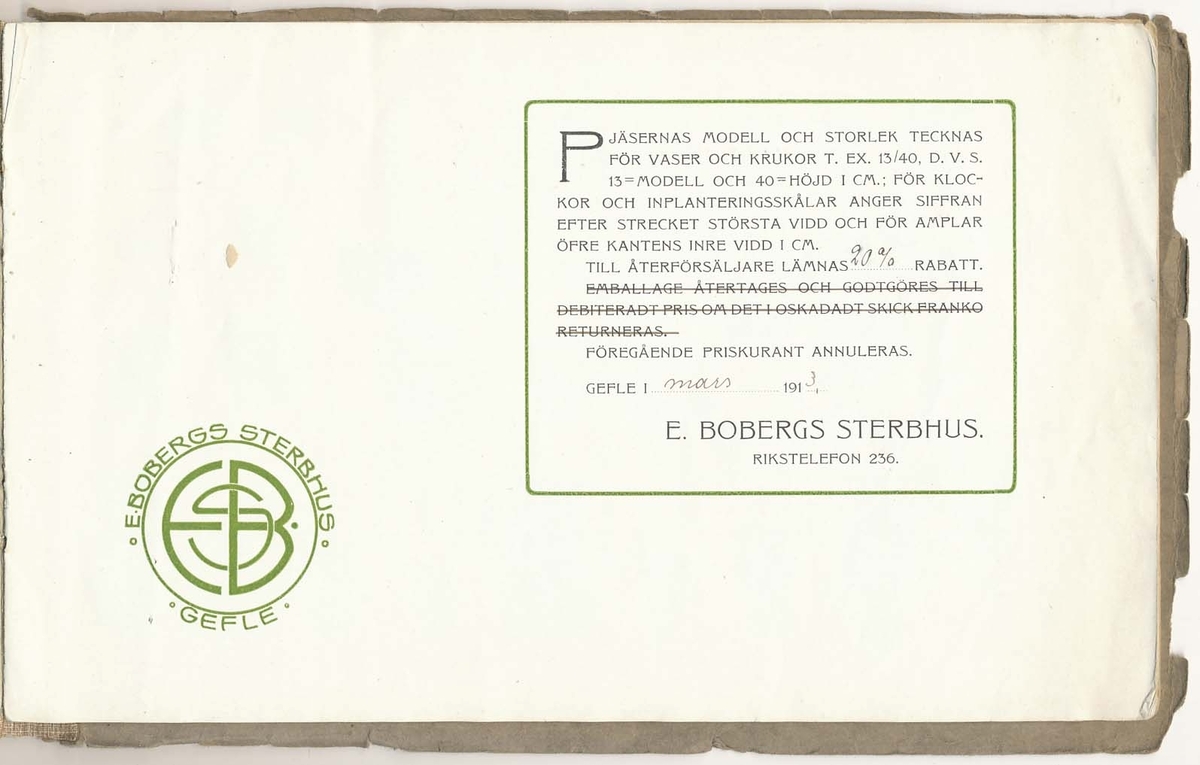 PJÄSERNAS MODELL OCH STORLEK TECKNAS
FÖR VASER OCH KRUKOR T. EX. 13/40, D. V. S.
13=MODELL OCH 40=HÖJD I CM.; FÖR KLOC-
KOR OCH INPLANTERINGSSKÅLAR ANGER SIFFRAN
EFTER STRECKET STÖRSTA VIDD OCH FÖR AMPLAR
ÖFRE KANTENS INRE VIDD I CM.
TILL ÅTERFÖRSÄLJARE LÄMNAS 20% RABATT.
EMBALLAGE ÅTERTAGES OCH GODTGÖRES TILL
DEBITERADT PRIS OM DET I OSKADADT SKICK FRANKO
RETURNERAS.
FÖREGÅENDE PRISKURANT ANNULERAS.
GEFLE I mars 1913.
E. BOBERGS STERBHUS.
RIKSTELEFON 236.
E. BOBERGS STERBHUS
ESB
GEFLE